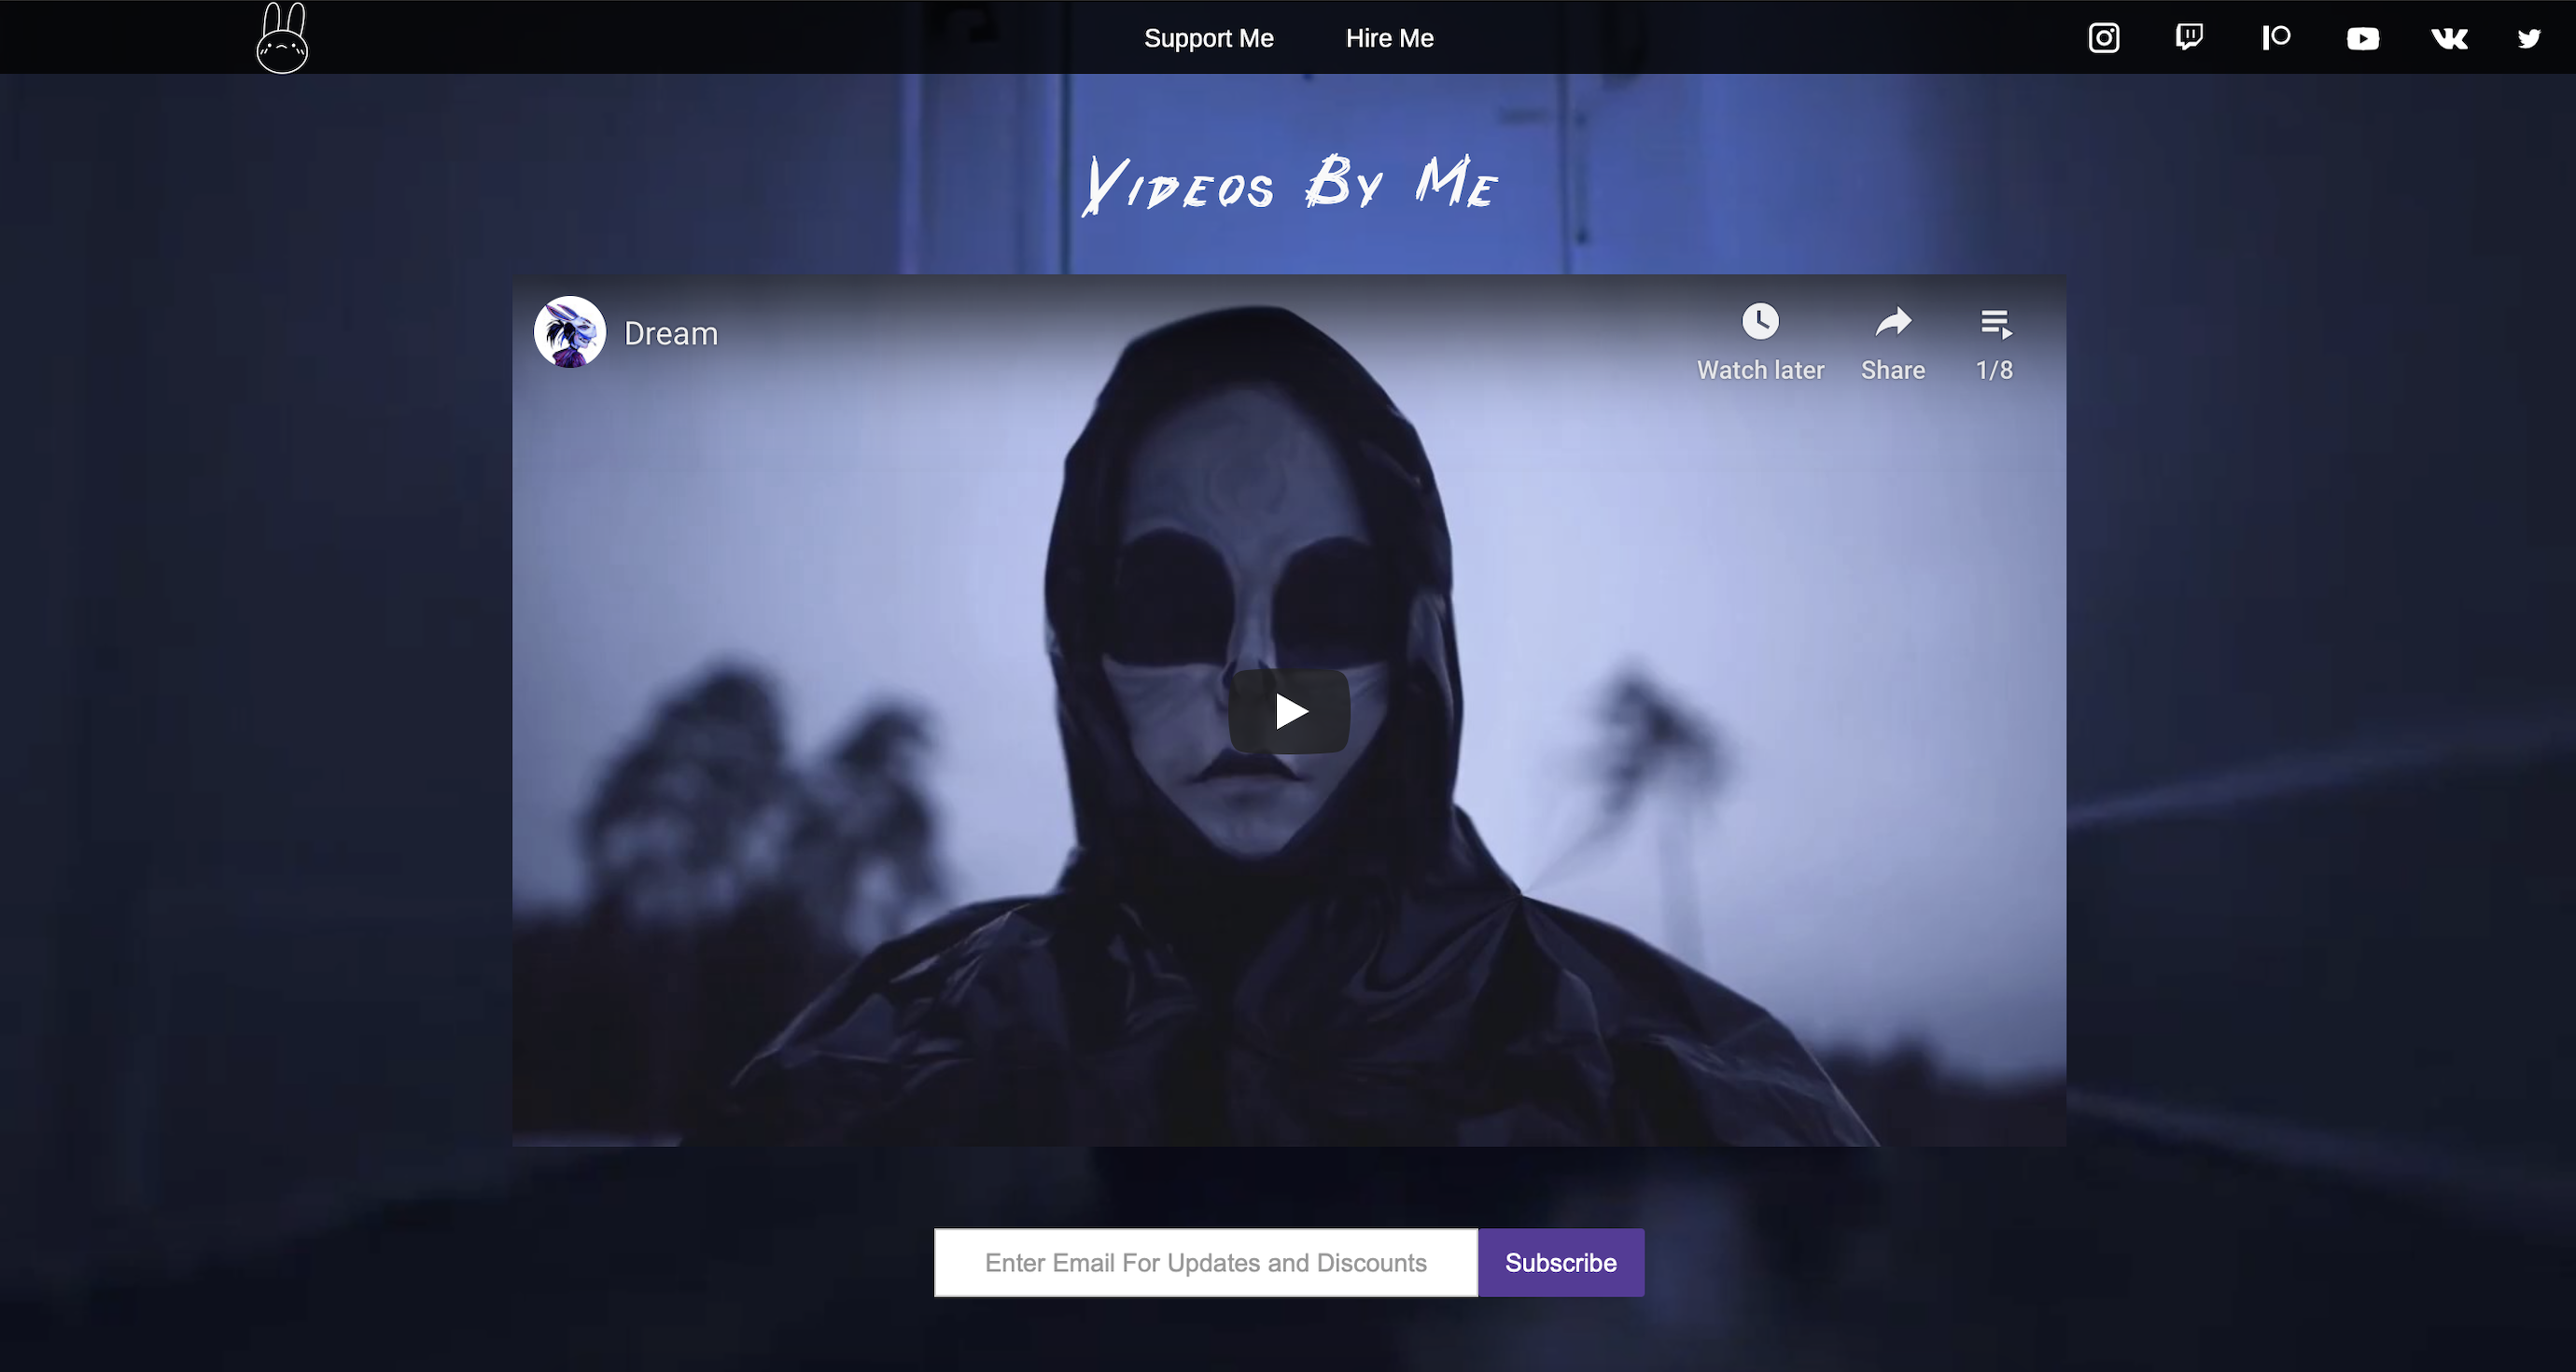 Support Me
Hire Me
Videos By Me
Dream
Watch later
Share
1/8
Enter Email For Updates and Discounts
Subscribe